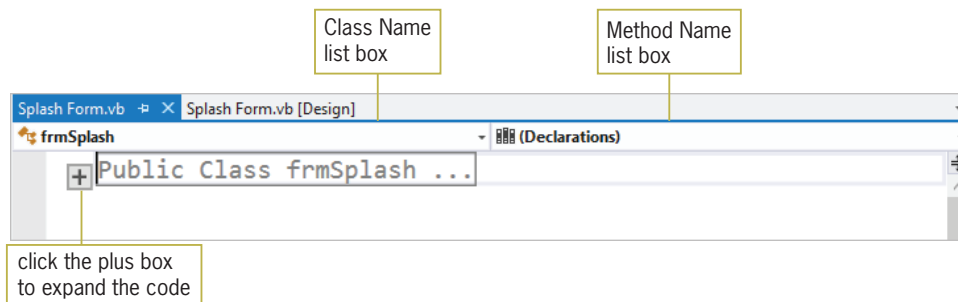 Class Name
list box
Method Name
list box
Splash Form.vb Splash Form.vb [Design]
frmSplash (Declarations)
Public Class frmSplash ...
click the plus box
to expand the code